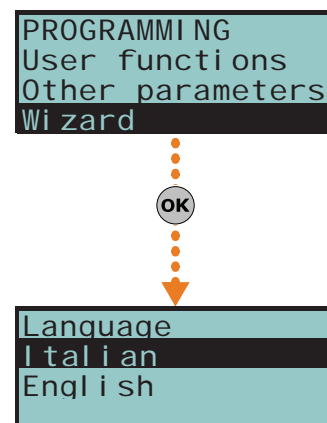 PROGRAMMING
User functions
Other parameters
Wizard
OK
Language
Italian
English